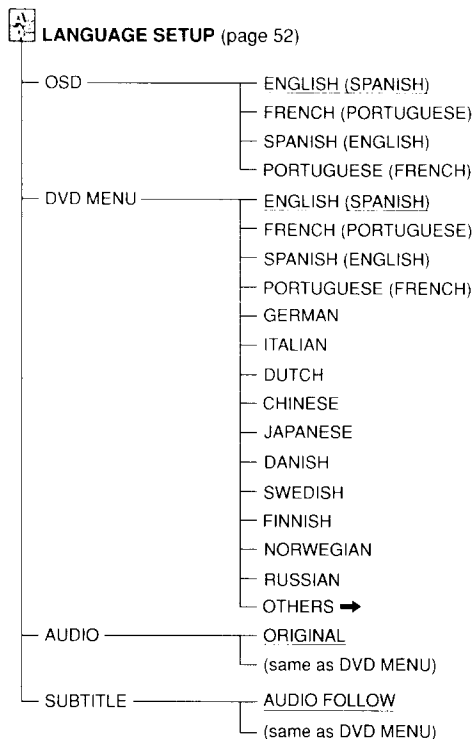 LANGUAGE SETUP (page 52)
OSD
ENGLISH (SPANISH)
FRENCH (PORTUGUESE)
SPANISH (ENGLISH)
PORTUGUESE (FRENCH)
DVD MENU
ENGLISH (SPANISH)
FRENCH (PORTUGUESE)
SPANISH (ENGLISH)
PORTUGUESE (FRENCH)
GERMAN
ITALIAN
DUTCH
CHINESE
JAPANESE
DANISH
SWEDISH
FINNISH
NORWEGIAN
RUSSIAN
OTHERS ➡
AUDIO
ORIGINAL
(same as DVD MENU)
SUBTITLE
AUDIO FOLLOW
(same as DVD MENU)